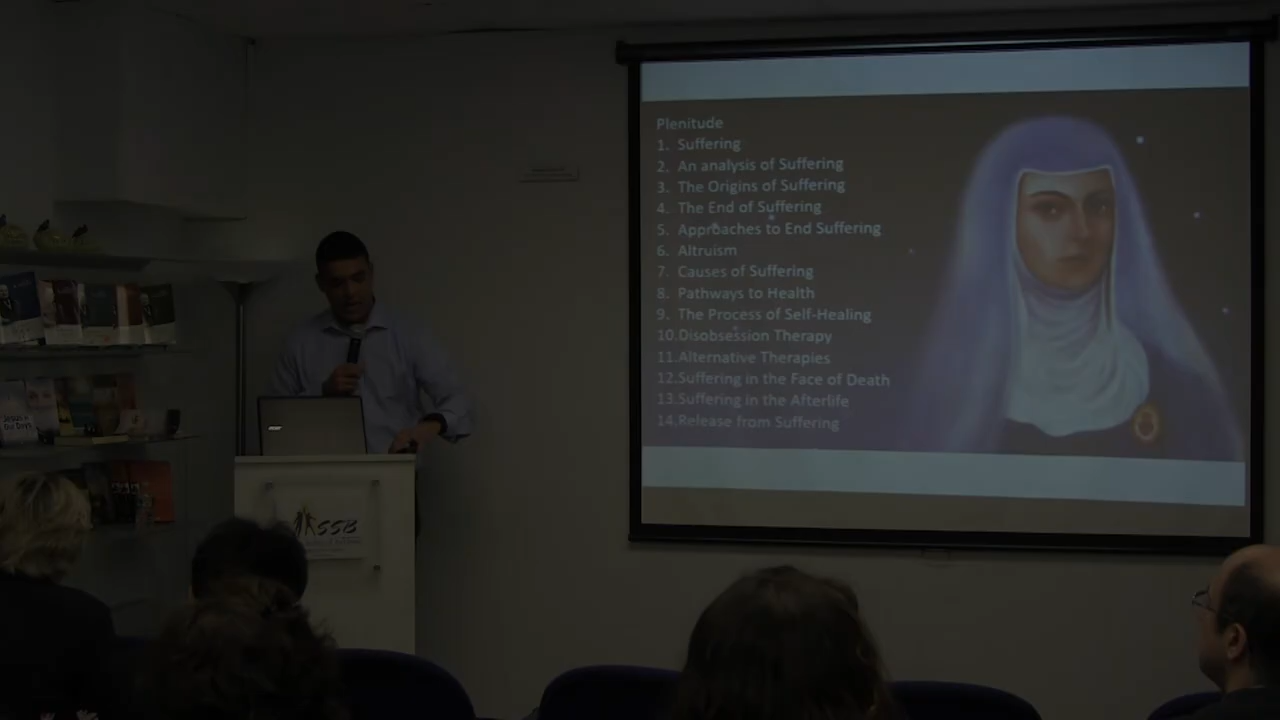 Plenitude
1. Suffering
2. An analysis of Suffering
3. The Origins of Suffering
4. The End of Suffering
5. Approaches to End Suffering
6. Altruism
7. Causes of Suffering
8. Pathways to Health
9. The Process of Self-Healing
10.Disobsession Therapy
11.Alternative Therapies
12.Suffering in the Face of Death
13.Suffering in the Afterlife
14.Release from Suffering
SSB